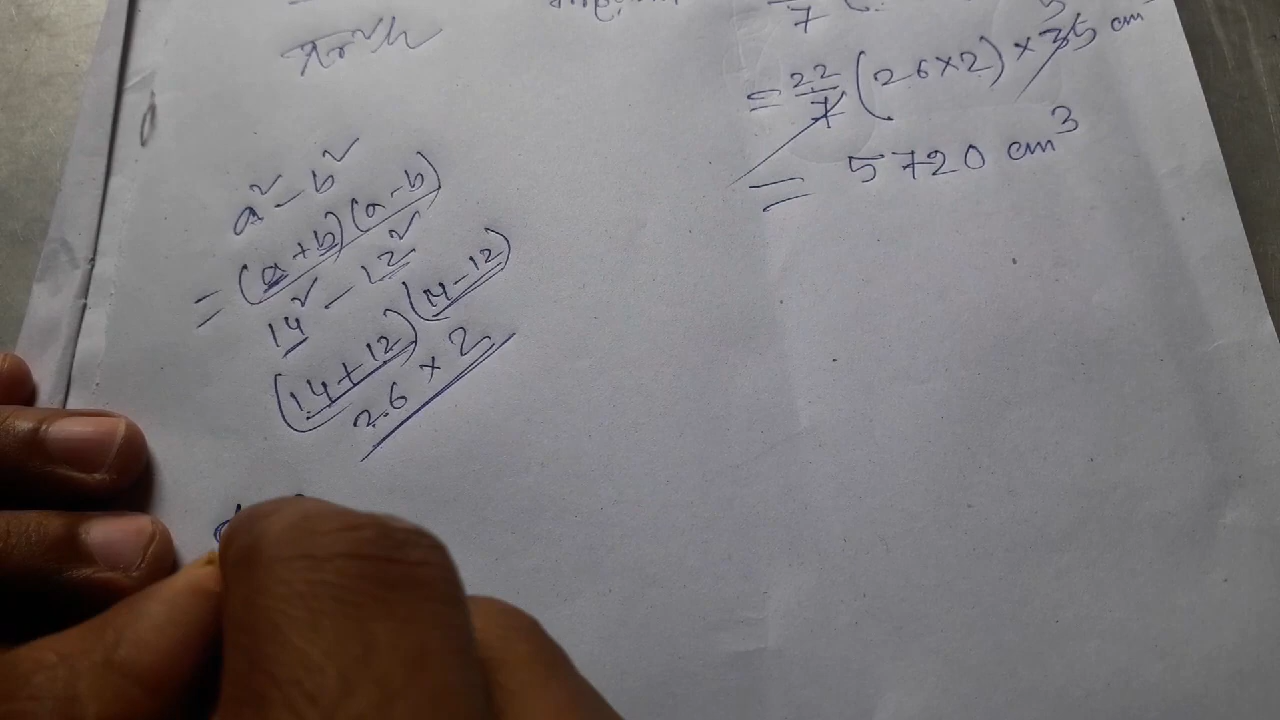 πr²h
a² - b²
= (a+b)(a-b)
14² - 12²
(14+12)(14-12)
26 × 2
7
5
= 22/7 (26×2) × 35 cm
= 5720 cm³